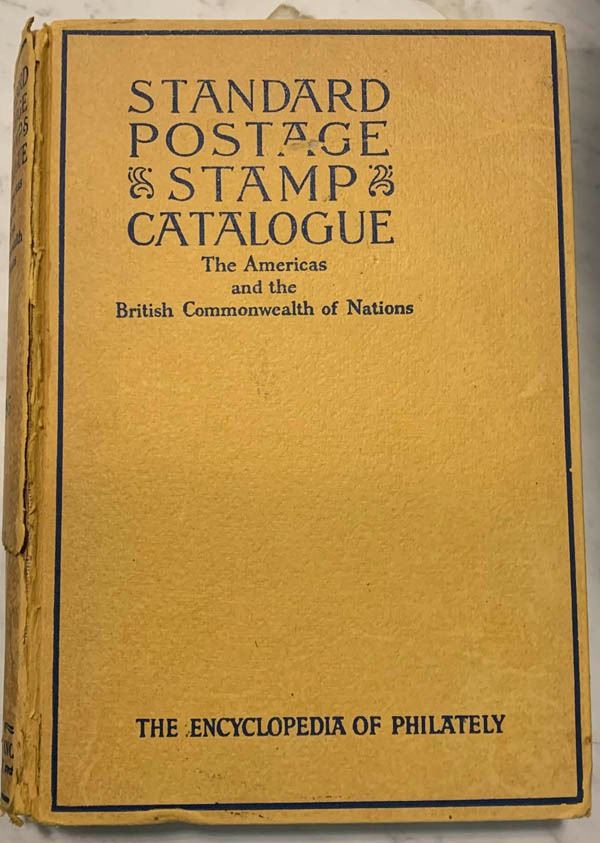 STANDARD
POSTAGE
STAMP
CATALOGUE
The Americas
and the
British Commonwealth of Nations
THE ENCYCLOPEDIA OF PHILATELY